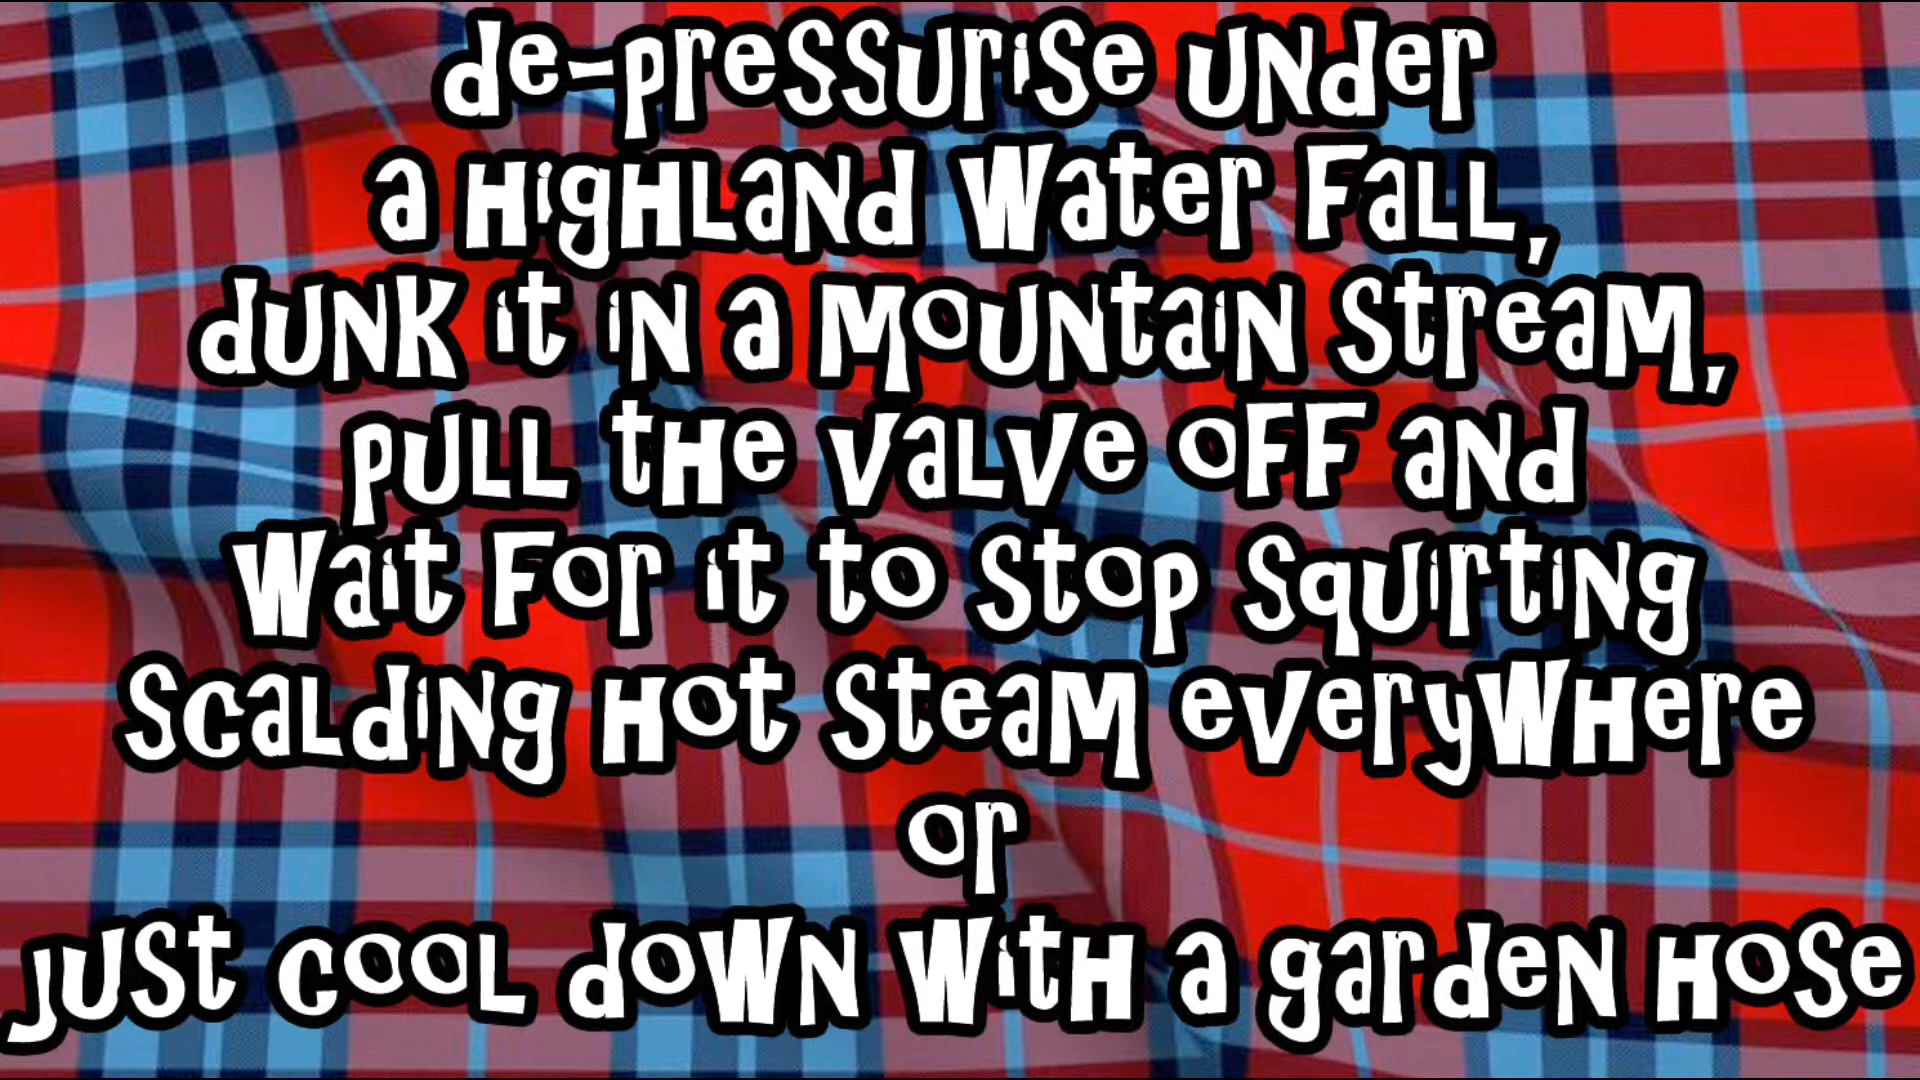 de-pressurise under
a Highland Water Fall,
dunk it in a Mountain Stream,
pull the valve off and
Wait For it to Stop Squirting
Scalding Hot Steam everywhere
or
just cool down with a garden Hose